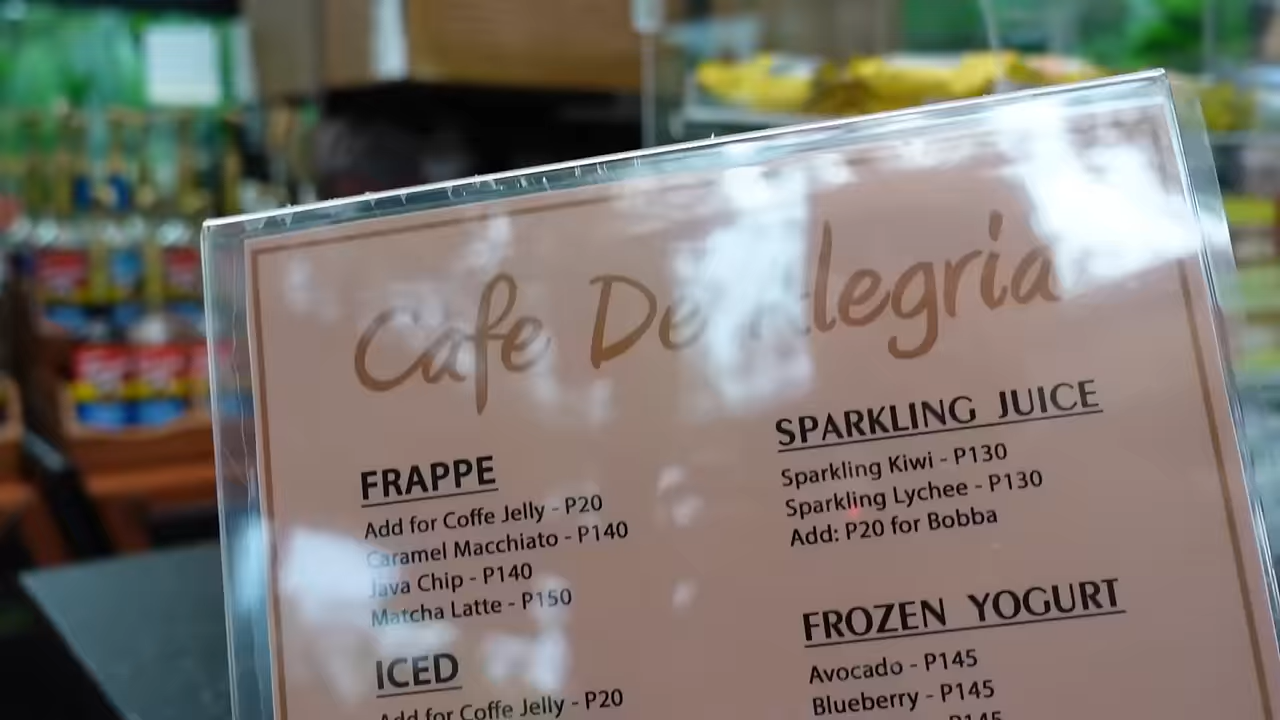 Cafe De Alegria
FRAPPE
Add for Coffe Jelly - P20
Caramel Macchiato - P140
Java Chip - P140
Matcha Latte - P150
ICED
Add for Coffe Jelly - P20
SPARKLING JUICE
Sparkling Kiwi - P130
Sparkling Lychee - P130
Add: P20 for Bobba
FROZEN YOGURT
Avocado - P145
Blueberry - P145
P145